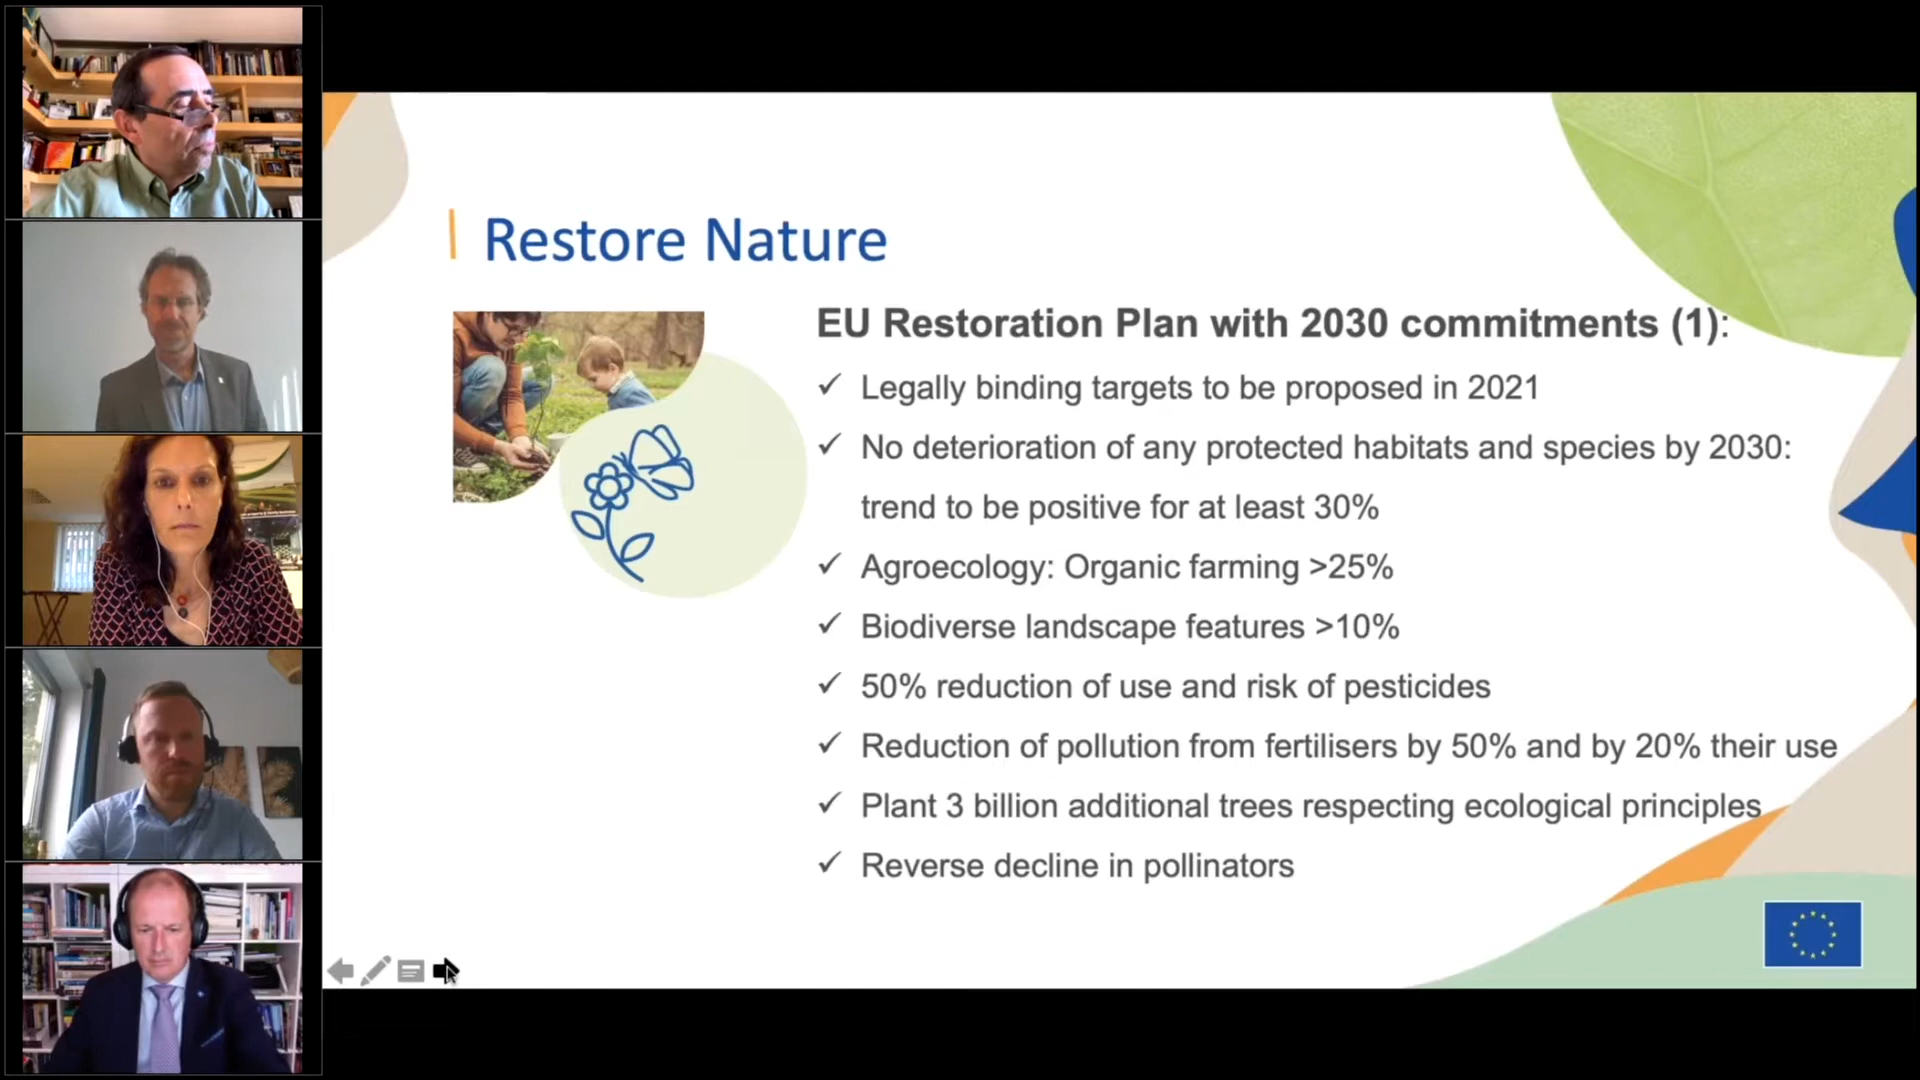 Restore Nature
EU Restoration Plan with 2030 commitments (1):
✓ Legally binding targets to be proposed in 2021
✓ No deterioration of any protected habitats and species by 2030:
trend to be positive for at least 30%
✓ Agroecology: Organic farming >25%
✓ Biodiverse landscape features >10%
✓ 50% reduction of use and risk of pesticides
✓ Reduction of pollution from fertilisers by 50% and by 20% their use
✓ Plant 3 billion additional trees respecting ecological principles
✓ Reverse decline in pollinators